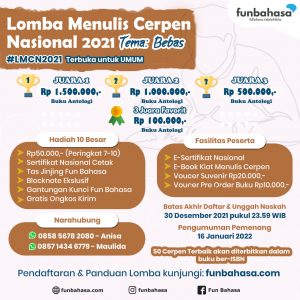 funbahasa
Lomba Menulis Cerpen
Nasional 2021 Tema: Bebas
#LMCN2021 Terbuka untuk UMUM
JUARA 1
Rp 1.500.000,-
Buku Antologi
JUARA 2
Rp 1.000.000,-
Buku Antologi
JUARA 3
Rp 500.000,-
Buku Antologi
3 Juara Favorit
Rp 100.000,-
Buku Antologi
Hadiah 10 Besar
Rp50.000,- (Peringkat 7-10)
Sertifikat Nasional Cetak
Tas Jinjing Fun Bahasa
Blocknote Ekslusif
Gantungan Kunci Fun Bahasa
Gratis Ongkos Kirim
Fasilitas Peserta
E-Sertifikat Nasional
E-Book Kiat Menulis Cerpen
Voucer Suvenir Rp20.000,-
Voucer Pre Order Buku Rp10.000,-
Narahubung
0858 5678 2080 - Anisa
0857 1434 6779 - Maulida
Batas Akhir Daftar & Unggah Naskah
30 Desember 2021 pukul 23.59 WIB
Pengumuman Pemenang
16 Januari 2022
50 Cerpen Terbaik akan diterbitkan dalam
buku ber-ISBN
Pendaftaran & Panduan Lomba kunjungi: funbahasa.com
funbahasa.com
funbahasa.com
Fun Bahasa